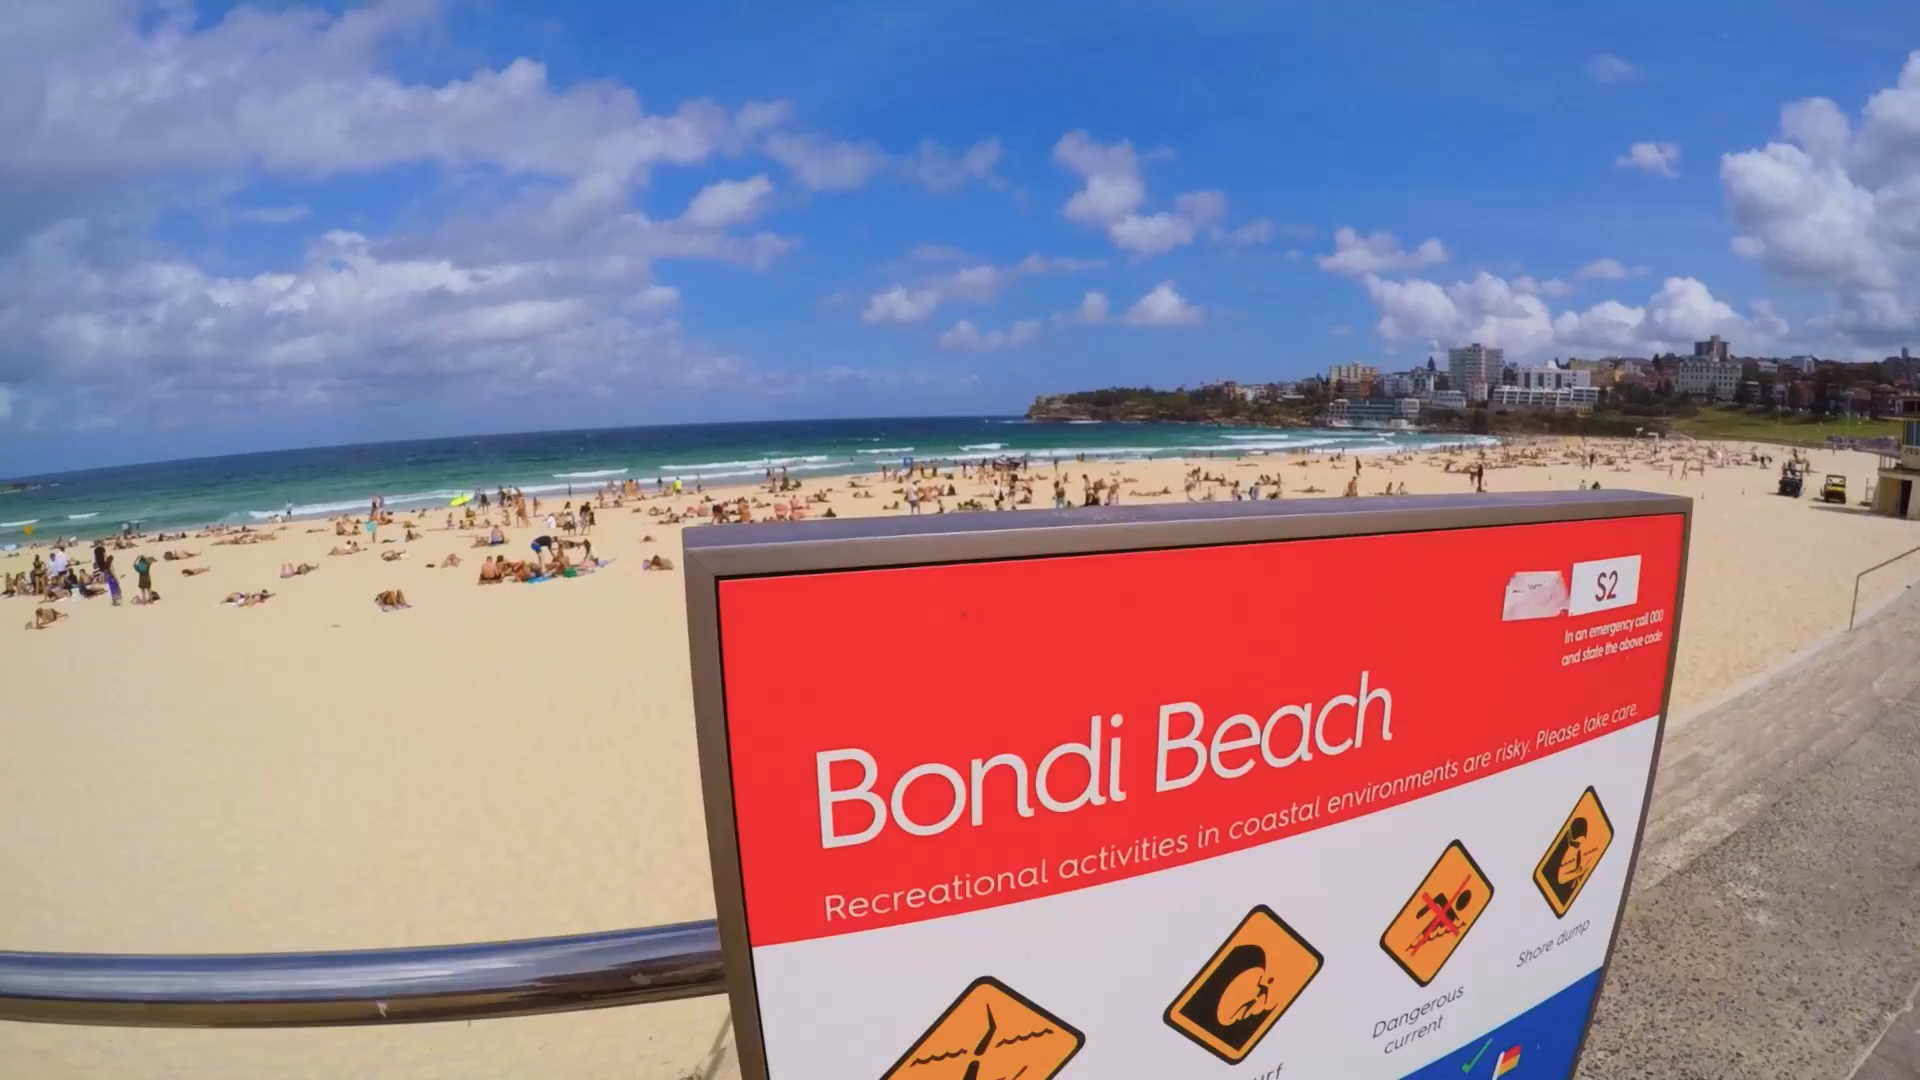 S2
In an emergency call 000
and state the above code
Bondi Beach
Recreational activities in coastal environments are risky. Please take care.
Shore dump
Dangerous
current